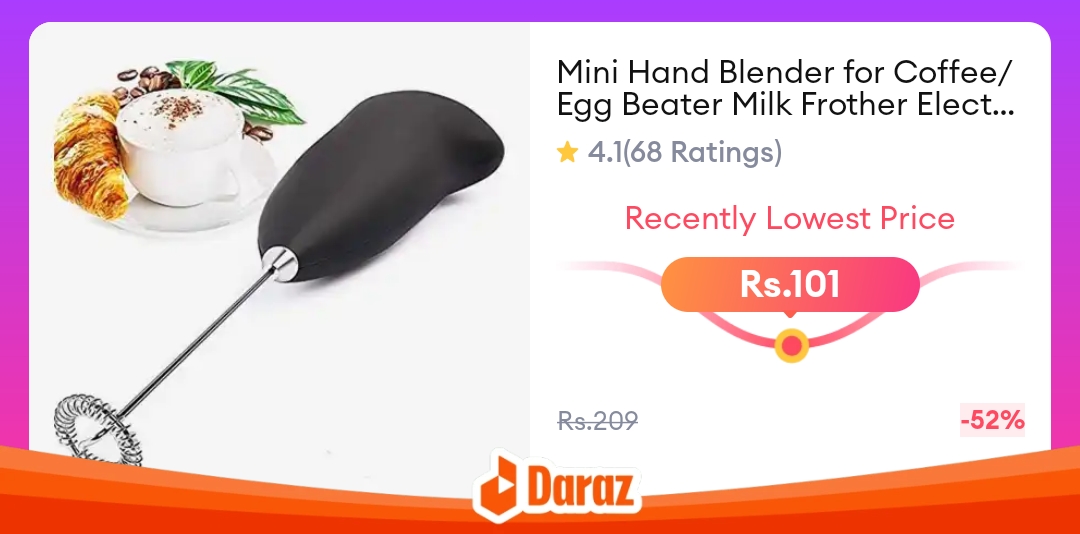 Mini Hand Blender for Coffee/
Egg Beater Milk Frother Elect...
4.1(68 Ratings)
Recently Lowest Price
Rs.101
Rs.209
-52%
Daraz